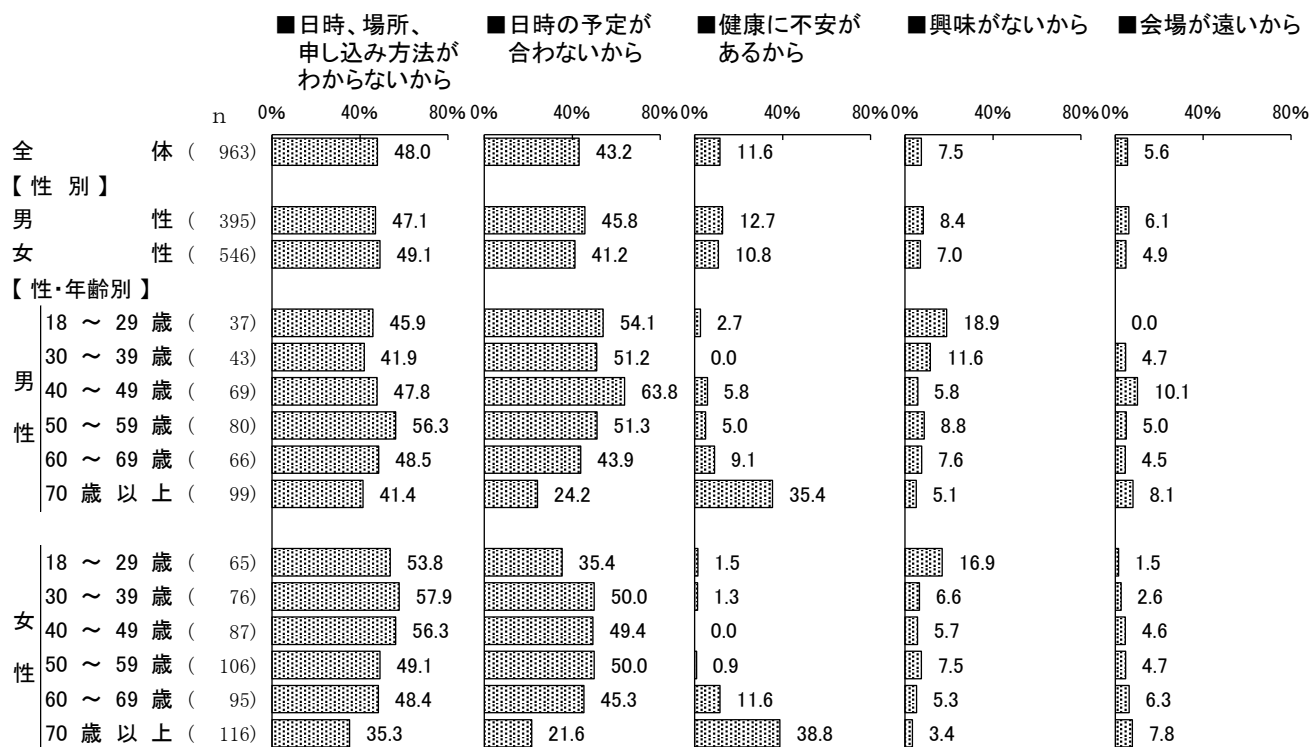 ■日時、場所、 ■日時の予定が ■健康に不安が ■興味がないから ■会場が遠いから
申し込み方法が 合わないから あるから
わからないから
n 0% 40% 80% 0% 40% 80% 0% 40% 80% 0% 40% 80% 0% 40% 80%
全体 ( 963) 48.0 43.2 11.6 7.5 5.6
【 性 別 】
男性 ( 395) 47.1 45.8 12.7 8.4 6.1
女性 ( 546) 49.1 41.2 10.8 7.0 4.9
【 性・年齢別 】
男性
18 ～ 29 歳 ( 37) 45.9 54.1 2.7 18.9 0.0
30 ～ 39 歳 ( 43) 41.9 51.2 0.0 11.6 4.7
40 ～ 49 歳 ( 69) 47.8 63.8 5.8 5.8 10.1
50 ～ 59 歳 ( 80) 56.3 51.3 5.0 8.8 5.0
60 ～ 69 歳 ( 66) 48.5 43.9 9.1 7.6 4.5
70 歳 以 上 ( 99) 41.4 24.2 35.4 5.1 8.1
女性
18 ～ 29 歳 ( 65) 53.8 35.4 1.5 16.9 1.5
30 ～ 39 歳 ( 76) 57.9 50.0 1.3 6.6 2.6
40 ～ 49 歳 ( 87) 56.3 49.4 0.0 5.7 4.6
50 ～ 59 歳 ( 106) 49.1 50.0 0.9 7.5 4.7
60 ～ 69 歳 ( 95) 48.4 45.3 11.6 5.3 6.3
70 歳 以 上 ( 116) 35.3 21.6 38.8 3.4 7.8